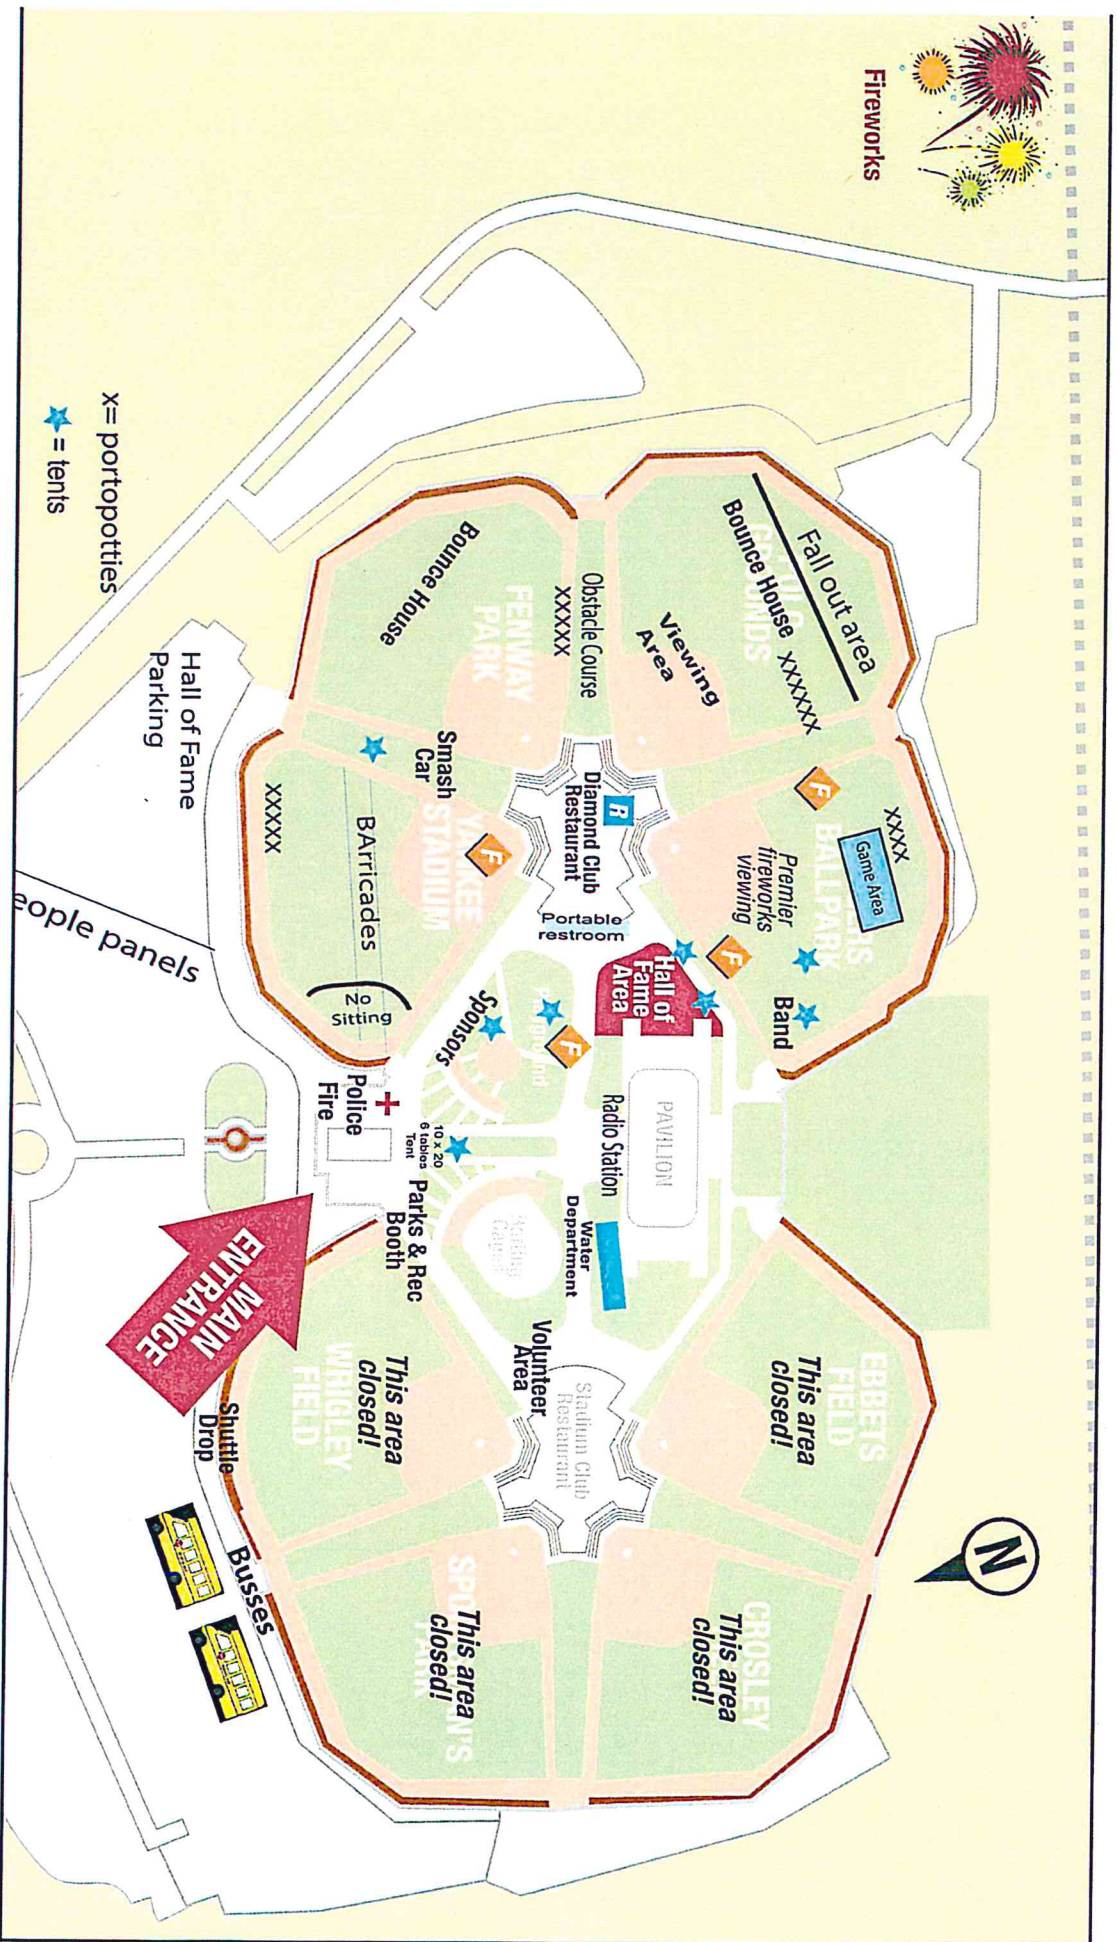 Fireworks
N
Fall out area
Bounce House xxxxxx
Viewing
Area
xxxx
Game Area
F
BALLPARK
Premier
fireworks
viewing
F
Band
EBBETS
FIELD
This area
closed!
CROSLEY
This area
closed!
Obstacle Course
xxxxx
R
Diamond Club
Restaurant
Portable
restroom
Hall of
Fame
Area
PAVILION
Radio Station
Water
Department
Volunteer
Area
Stadium Club
Restaurant
FENWAY
PARK
Bounce House
Smash
Car
YANKEE
STADIUM
F
BArricades
xxxxx
No
Sitting
Sponsors
F
Police
Fire
10 x 20
6 tables
Tent
Parks & Rec
Booth
WRIGLEY
FIELD
This area
closed!
This area
closed!
MAIN
ENTRANCE
Shuttle
Drop
Busses
Hall of Fame
Parking
eople panels
x= portopotties
= tents